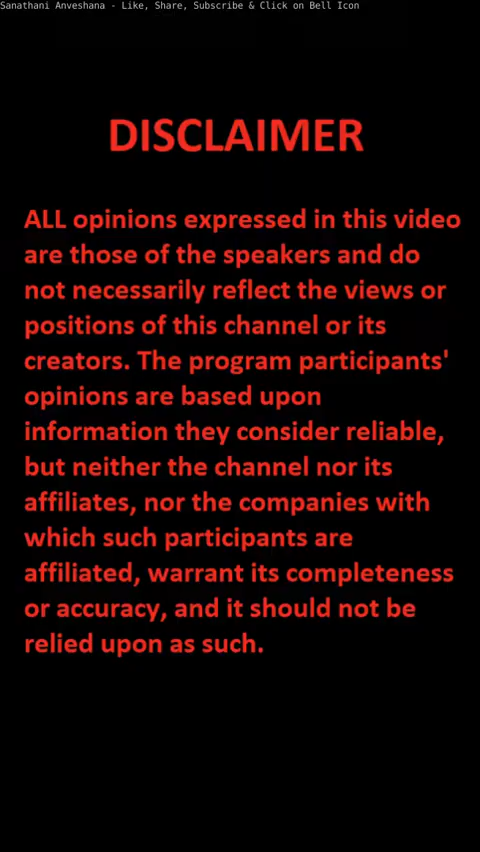 Sanathani Anveshana - Like, Share, Subscribe & Click on Bell Icon
DISCLAIMER
ALL opinions expressed in this video
are those of the speakers and do
not necessarily reflect the views or
positions of this channel or its
creators. The program participants'
opinions are based upon
information they consider reliable,
but neither the channel nor its
affiliates, nor the companies with
which such participants are
affiliated, warrant its completeness
or accuracy, and it should not be
relied upon as such.